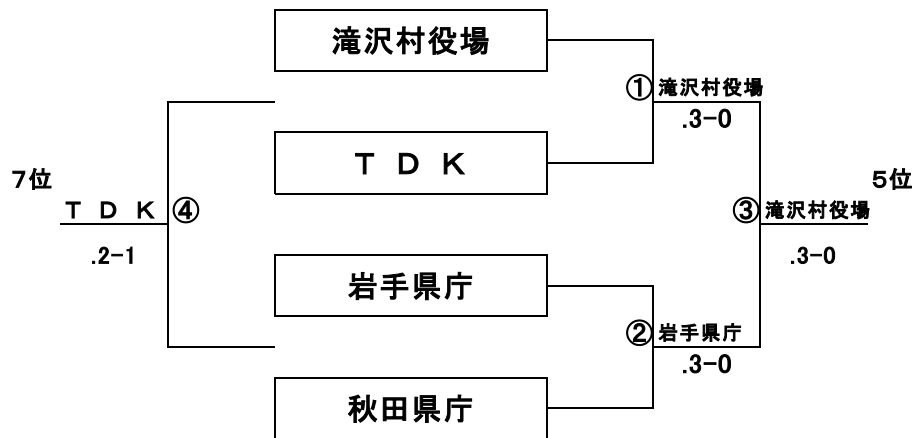 滝沢村役場
① 滝沢村役場
.3-0
ＴＤＫ
7位
5位
ＴＤＫ ④
③ 滝沢村役場
.2-1
.3-0
岩手県庁
② 岩手県庁
.3-0
秋田県庁